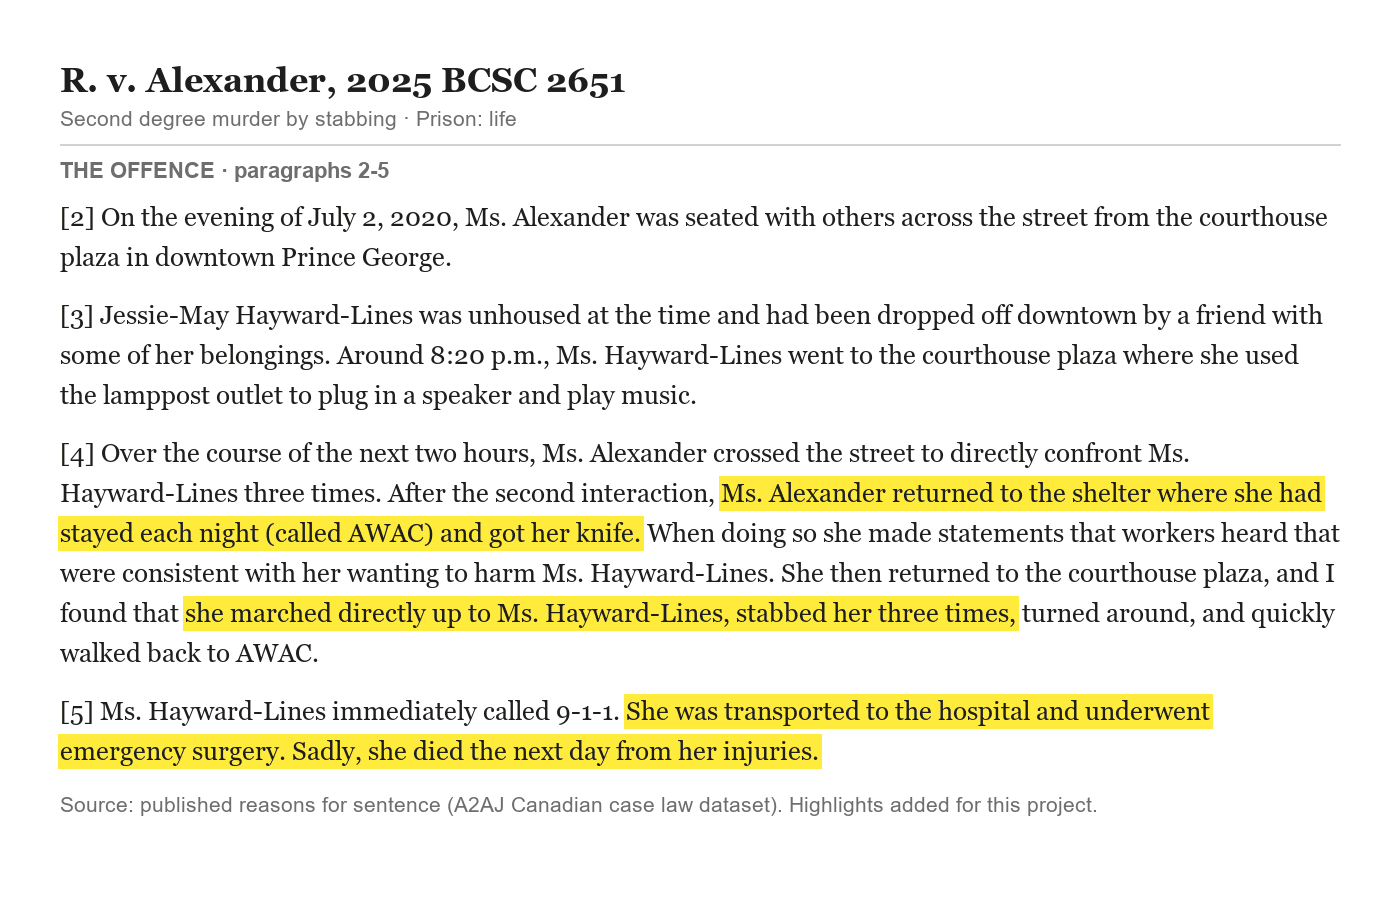 R. v. Alexander, 2025 BCSC 2651
Second degree murder by stabbing · Prison: life
THE OFFENCE · paragraphs 2-5
[2] On the evening of July 2, 2020, Ms. Alexander was seated with others across the street from the courthouse
plaza in downtown Prince George.
[3] Jessie-May Hayward-Lines was unhoused at the time and had been dropped off downtown by a friend with
some of her belongings. Around 8:20 p.m., Ms. Hayward-Lines went to the courthouse plaza where she used
the lamppost outlet to plug in a speaker and play music.
[4] Over the course of the next two hours, Ms. Alexander crossed the street to directly confront Ms.
Hayward-Lines three times. After the second interaction, Ms. Alexander returned to the shelter where she had
stayed each night (called AWAC) and got her knife. When doing so she made statements that workers heard that
were consistent with her wanting to harm Ms. Hayward-Lines. She then returned to the courthouse plaza, and I
found that she marched directly up to Ms. Hayward-Lines, stabbed her three times, turned around, and quickly
walked back to AWAC.
[5] Ms. Hayward-Lines immediately called 9-1-1. She was transported to the hospital and underwent
emergency surgery. Sadly, she died the next day from her injuries.
Source: published reasons for sentence (A2AJ Canadian case law dataset). Highlights added for this project.